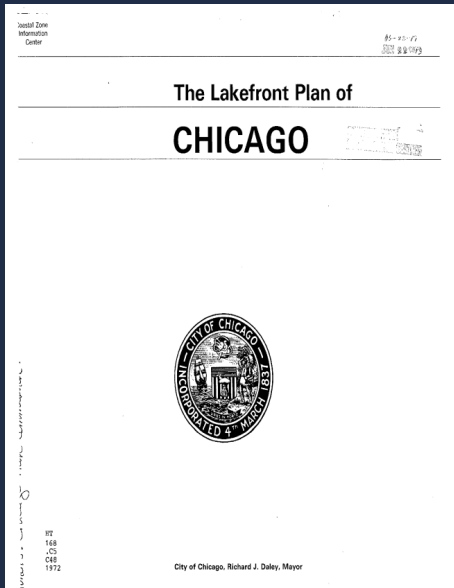 Coastal Zone
Information
Center
The Lakefront Plan of
CHICAGO
CITY OF CHICAGO
INCORPORATED 4TH MARCH 1837
HT
168
.C5
C48
1972
City of Chicago, Richard J. Daley, Mayor